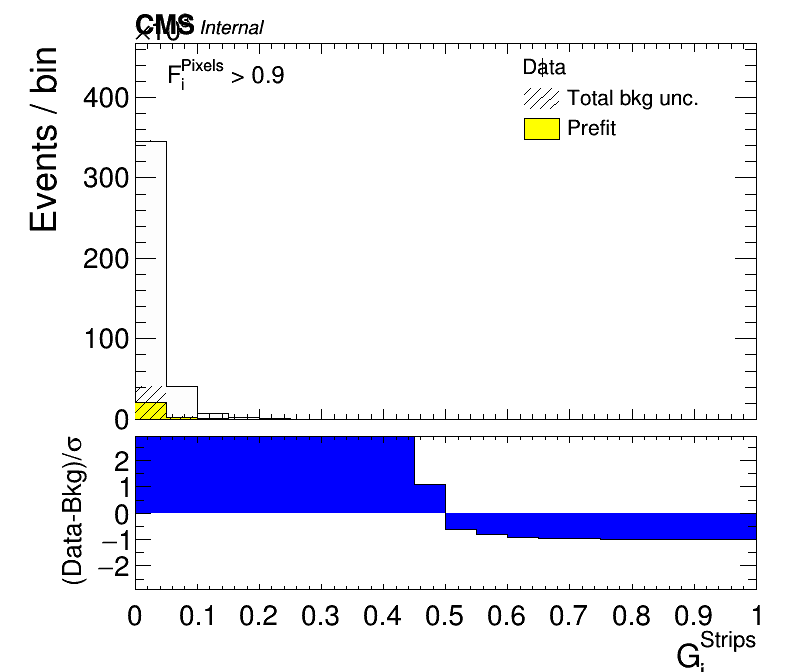 CMS Internal
×10³
F_i^Pixels > 0.9
Data
Total bkg unc.
Prefit
Events / bin
400
300
200
100
0
(Data-Bkg)/σ
2
1
0
−1
−2
0 0.1 0.2 0.3 0.4 0.5 0.6 0.7 0.8 0.9 1
G_i^Strips